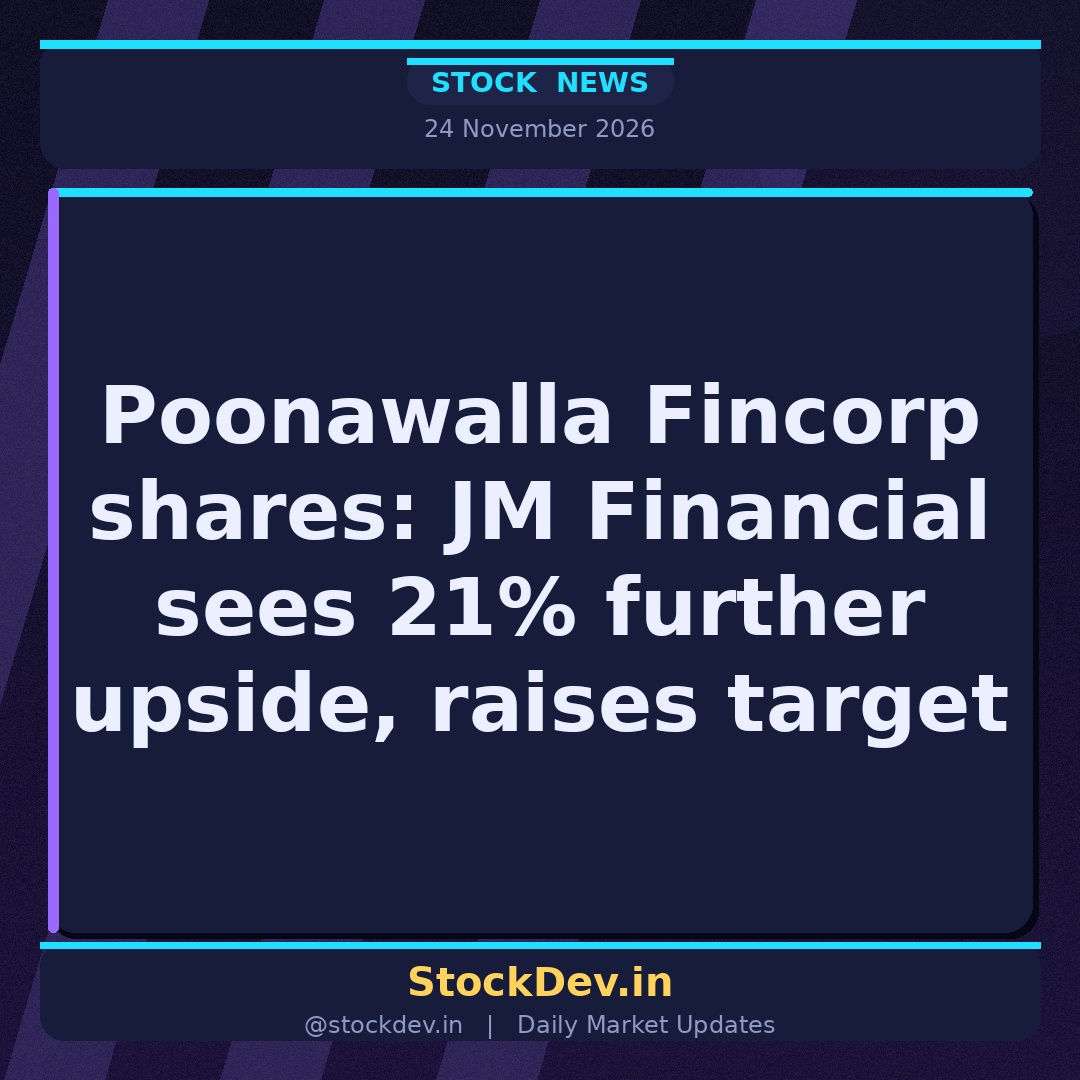 STOCK NEWS
24 November 2026
Poonawalla Fincorp
shares: JM Financial
sees 21% further
upside, raises target
StockDev.in
@stockdev.in | Daily Market Updates